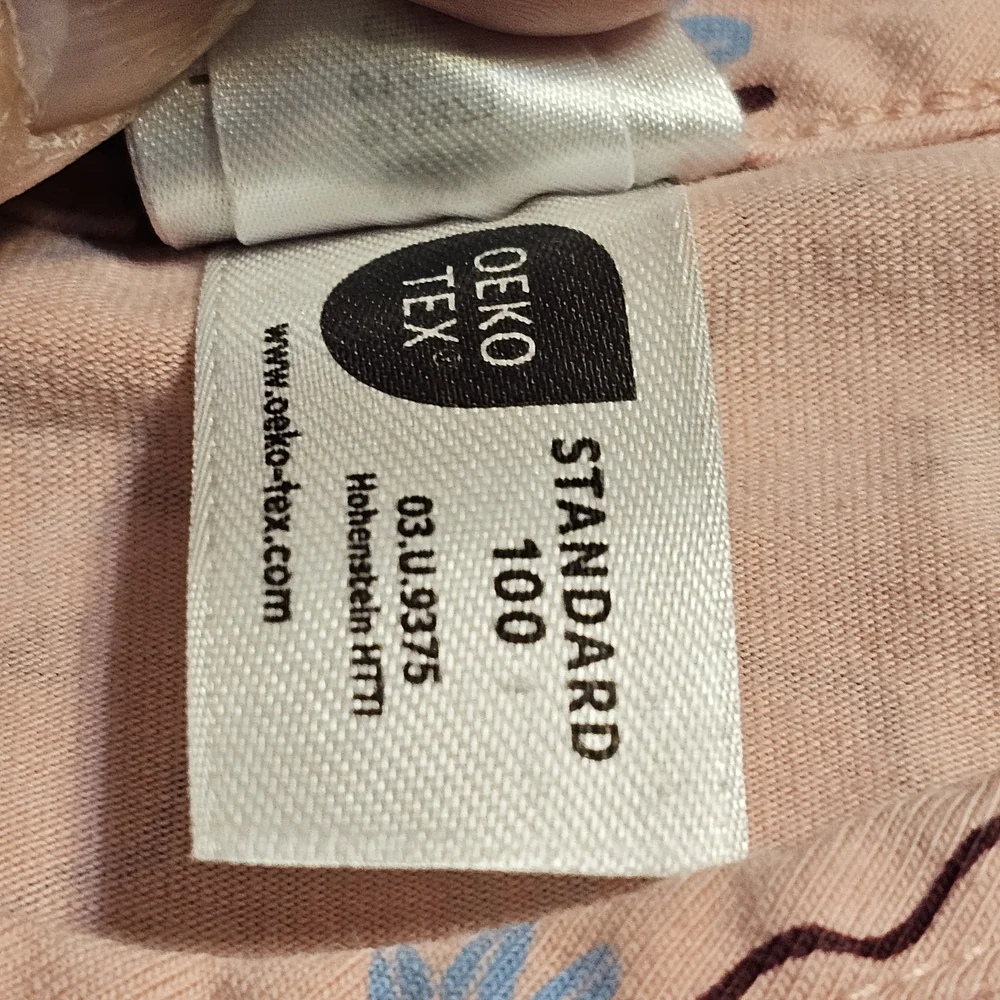 OEKO
TEX®
STANDARD
100
03.U.9375
Hohenstein HTTI
www.oeko-tex.com